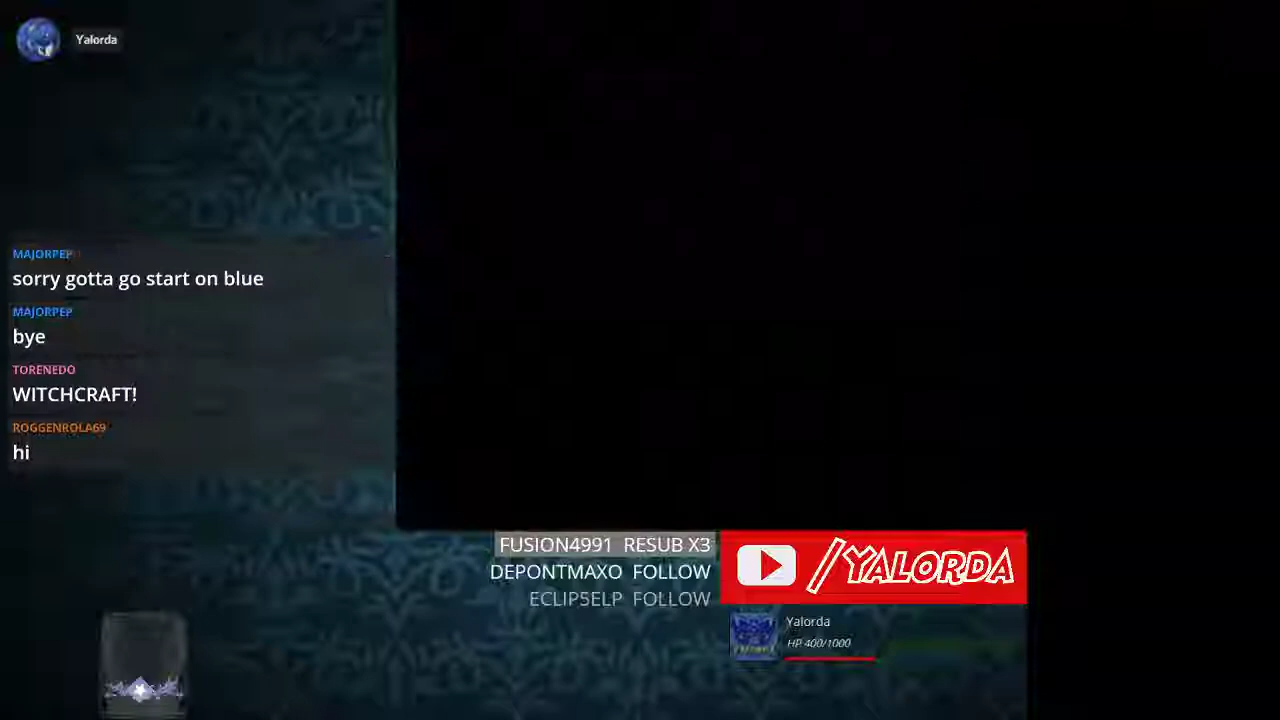 Yalorda
MAJORPEP
sorry gotta go start on blue
MAJORPEP
bye
TORENEDO
WITCHCRAFT!
ROGGENROLA69
hi
FUSION4991 RESUB X3
DEPONTMAXO FOLLOW
ECLIP5ELP FOLLOW
/YALORDA
Yalorda
HP 400/1000